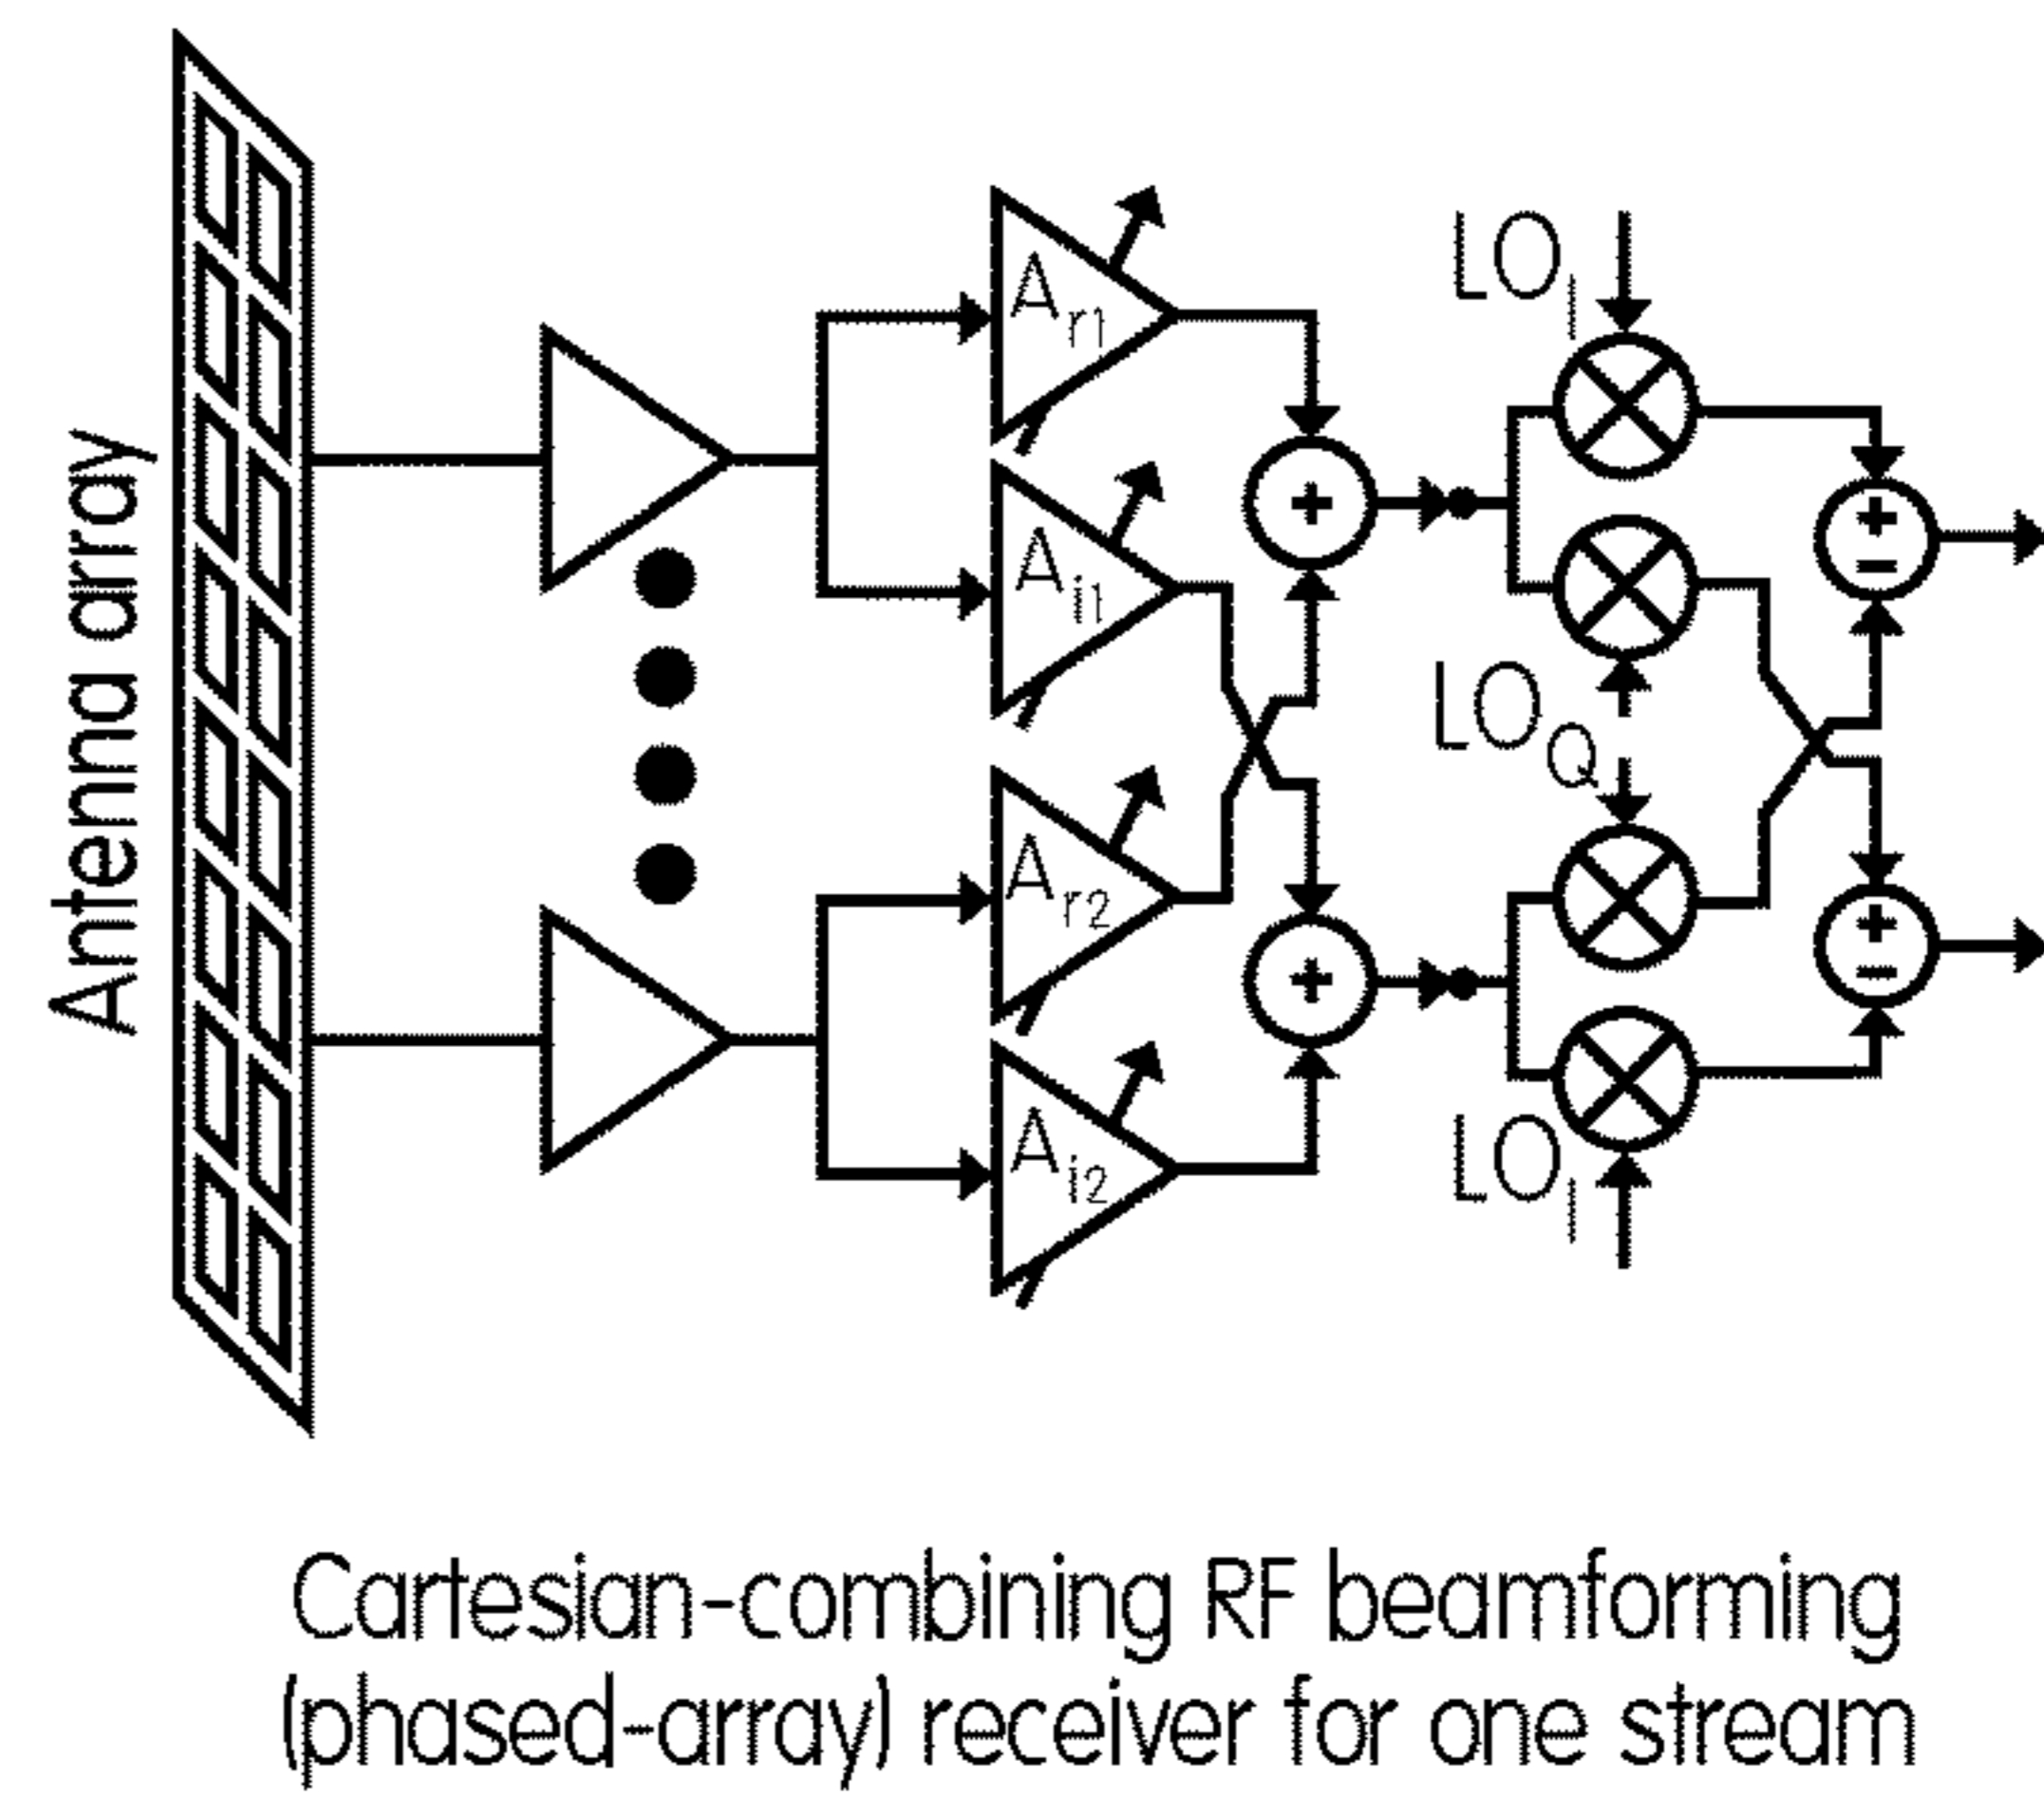 Antenna array
A_r1
A_i1
A_r2
A_i2
+
+
LO_I
LO_Q
LO_I
+
−
+
−
Cartesian-combining RF beamforming
(phased-array) receiver for one stream